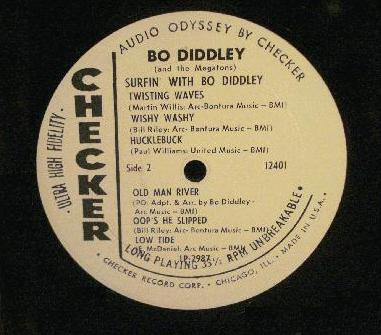 AUDIO ODYSSEY BY CHECKER
BO DIDDLEY
(and the Megatons)
SURFIN' WITH BO DIDDLEY
TWISTING WAVES
(Martin Willis: Arc-Bontura Music - BMI)
WISHY WASHY
(Bill Riley: Arc-Bontura Music - BMI)
HUCKLEBUCK
(Paul Williams: United Music - BMI)
Side 2
12401
OLD MAN RIVER
(PD. Adpt. & Arr. by Bo Diddley -
Arc Music - BMI)
OOP'S HE SLIPPED
(Bill Riley: Arc Music - BMI)
LOW TIDE
McDaniel: Arc Music - BMI)
LP-2987
LONG PLAYING 33⅓ RPM UNBREAKABLE
CHECKER
• ULTRA HIGH FIDELITY •
• CHECKER RECORD CORP. • CHICAGO, ILL. • MADE IN U.S.A. •